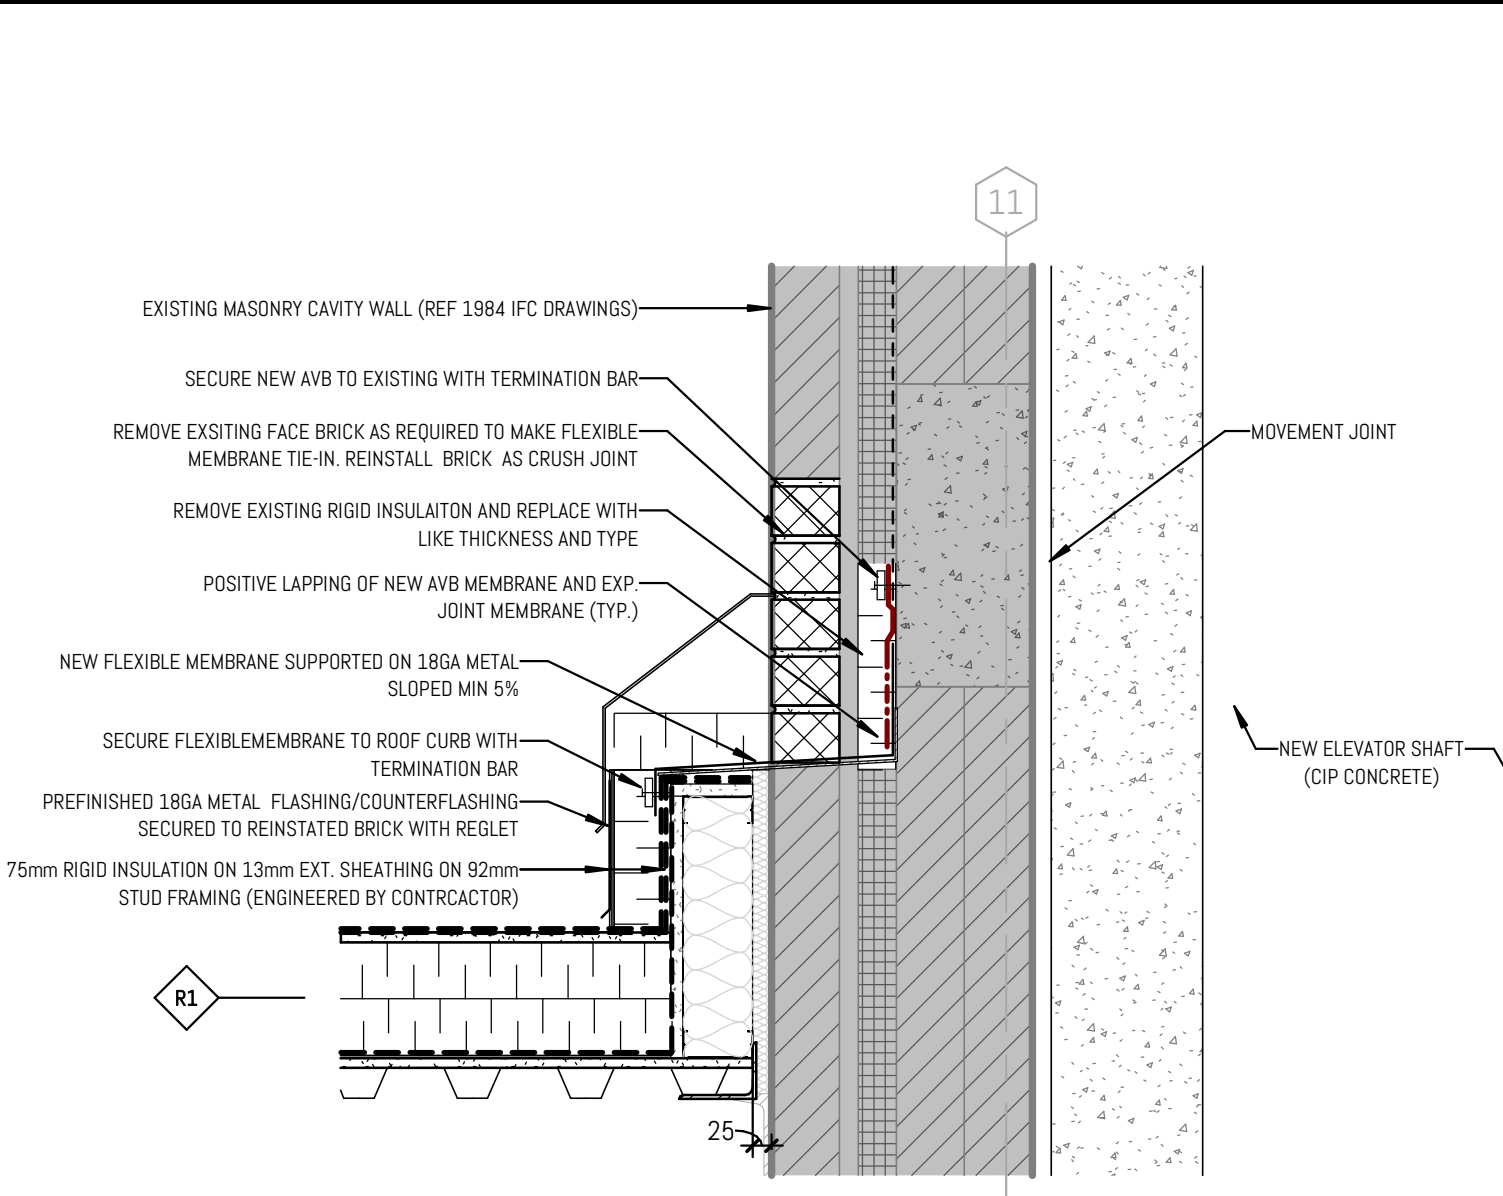 11
EXISTING MASONRY CAVITY WALL (REF 1984 IFC DRAWINGS)
SECURE NEW AVB TO EXISTING WITH TERMINATION BAR
REMOVE EXSITING FACE BRICK AS REQUIRED TO MAKE FLEXIBLE
MEMBRANE TIE-IN. REINSTALL BRICK AS CRUSH JOINT
MOVEMENT JOINT
REMOVE EXISTING RIGID INSULAITON AND REPLACE WITH
LIKE THICKNESS AND TYPE
POSITIVE LAPPING OF NEW AVB MEMBRANE AND EXP.
JOINT MEMBRANE (TYP.)
NEW FLEXIBLE MEMBRANE SUPPORTED ON 18GA METAL
SLOPED MIN 5%
SECURE FLEXIBLEMEMBRANE TO ROOF CURB WITH
TERMINATION BAR
NEW ELEVATOR SHAFT
(CIP CONCRETE)
PREFINISHED 18GA METAL FLASHING/COUNTERFLASHING
SECURED TO REINSTATED BRICK WITH REGLET
75mm RIGID INSULATION ON 13mm EXT. SHEATHING ON 92mm
STUD FRAMING (ENGINEERED BY CONTRCACTOR)
R1
25